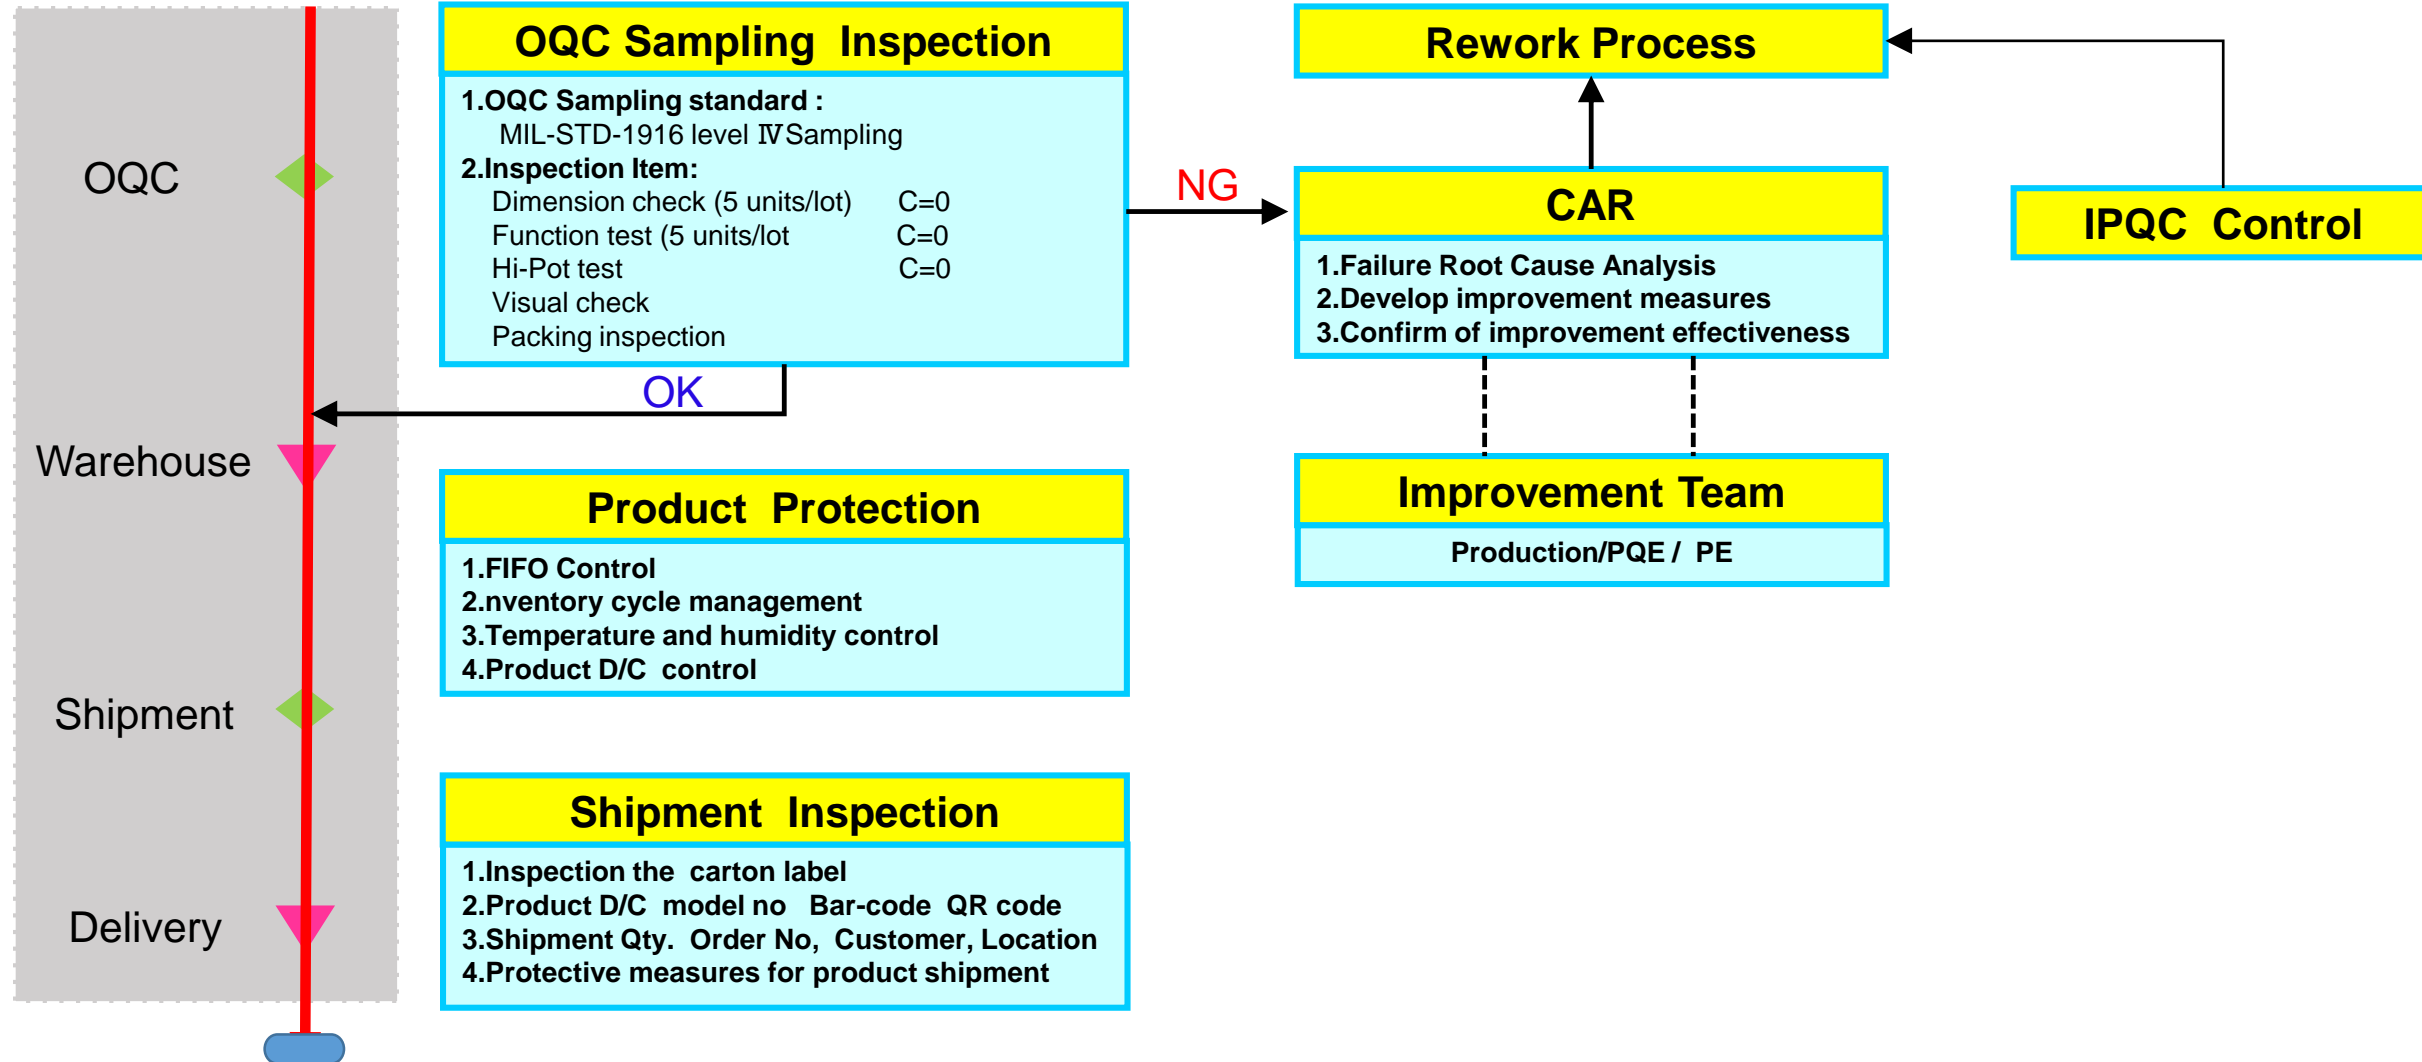 OQC
Warehouse
Shipment
Delivery
OQC Sampling Inspection
1.OQC Sampling standard :
MIL-STD-1916 level Ⅳ Sampling
2.Inspection Item:
Dimension check (5 units/lot) C=0
Function test (5 units/lot C=0
Hi-Pot test C=0
Visual check
Packing inspection
OK
NG
Product Protection
1.FIFO Control
2.nventory cycle management
3.Temperature and humidity control
4.Product D/C control
Shipment Inspection
1.Inspection the carton label
2.Product D/C model no Bar-code QR code
3.Shipment Qty. Order No, Customer, Location
4.Protective measures for product shipment
Rework Process
CAR
1.Failure Root Cause Analysis
2.Develop improvement measures
3.Confirm of improvement effectiveness
Improvement Team
Production/PQE / PE
IPQC Control